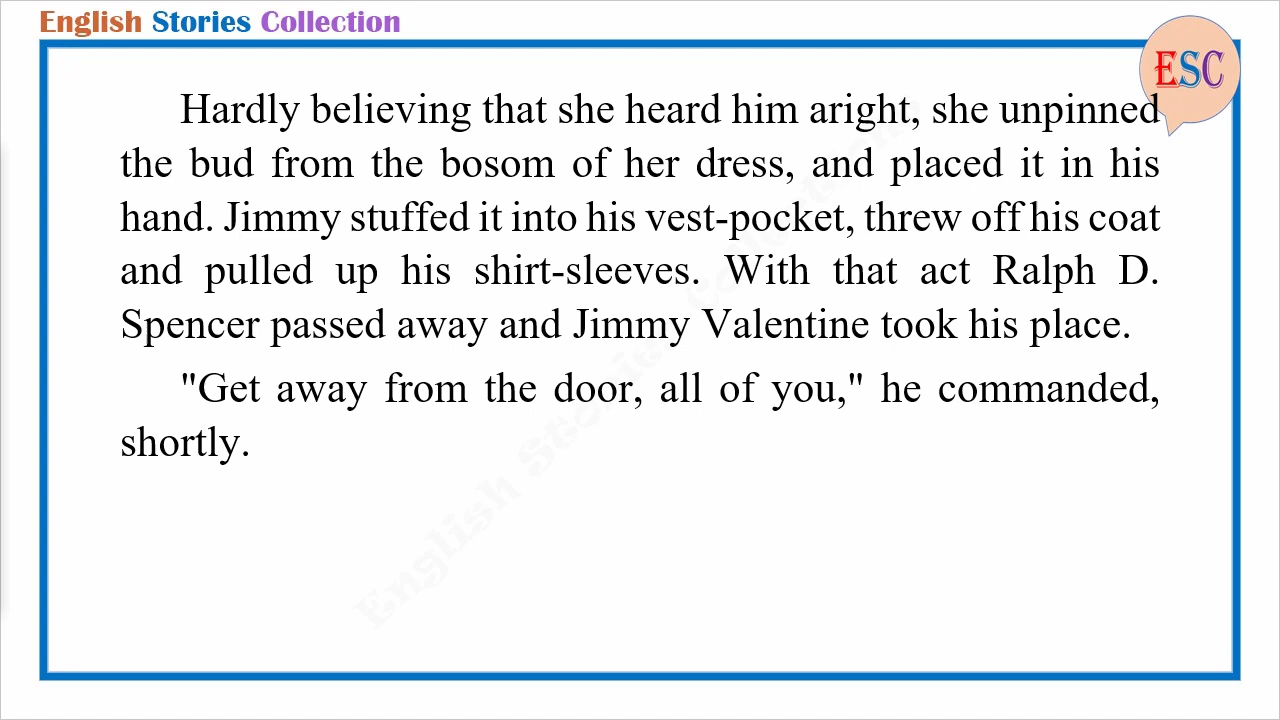 English Stories Collection
ESC
Hardly believing that she heard him aright, she unpinned
the bud from the bosom of her dress, and placed it in his
hand. Jimmy stuffed it into his vest-pocket, threw off his coat
and pulled up his shirt-sleeves. With that act Ralph D.
Spencer passed away and Jimmy Valentine took his place.
"Get away from the door, all of you," he commanded,
shortly.
English Stories Collection